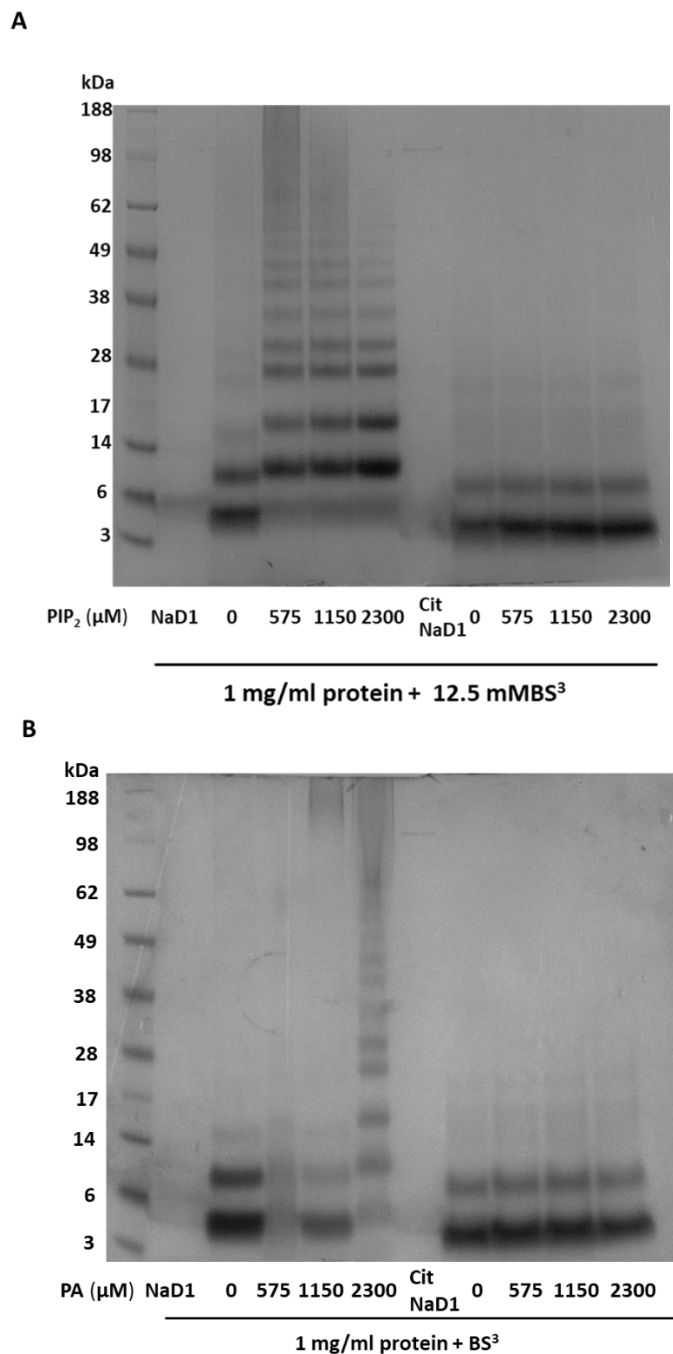 A
kDa
188
98
62
49
38
28
17
14
6
3
PIP₂ (µM) NaD1 0 575 1150 2300 Cit NaD1 0 575 1150 2300
1 mg/ml protein + 12.5 mMBS³
B
kDa
188
98
62
49
38
28
17
14
6
3
PA (µM) NaD1 0 575 1150 2300 Cit NaD1 0 575 1150 2300
1 mg/ml protein + BS³